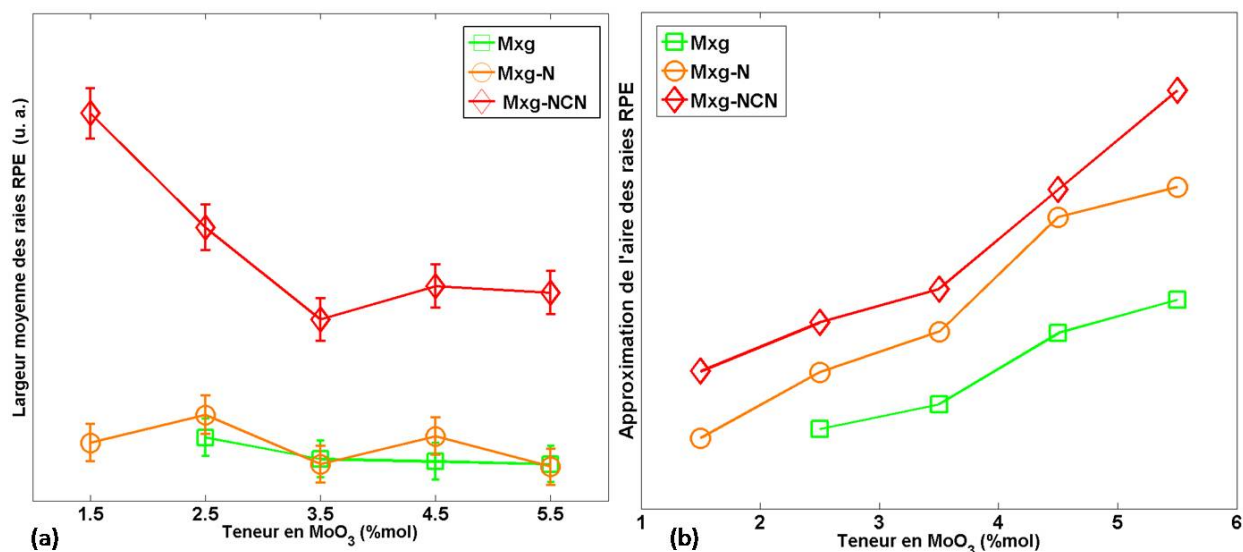 Largeur moyenne des raies RPE (u. a.)
Mxg
Mxg-N
Mxg-NCN
1.5
2.5
3.5
4.5
5.5
Teneur en MoO₃ (%mol)
(a)
Approximation de l'aire des raies RPE
Mxg
Mxg-N
Mxg-NCN
1
2
3
4
5
6
Teneur en MoO₃ (%mol)
(b)